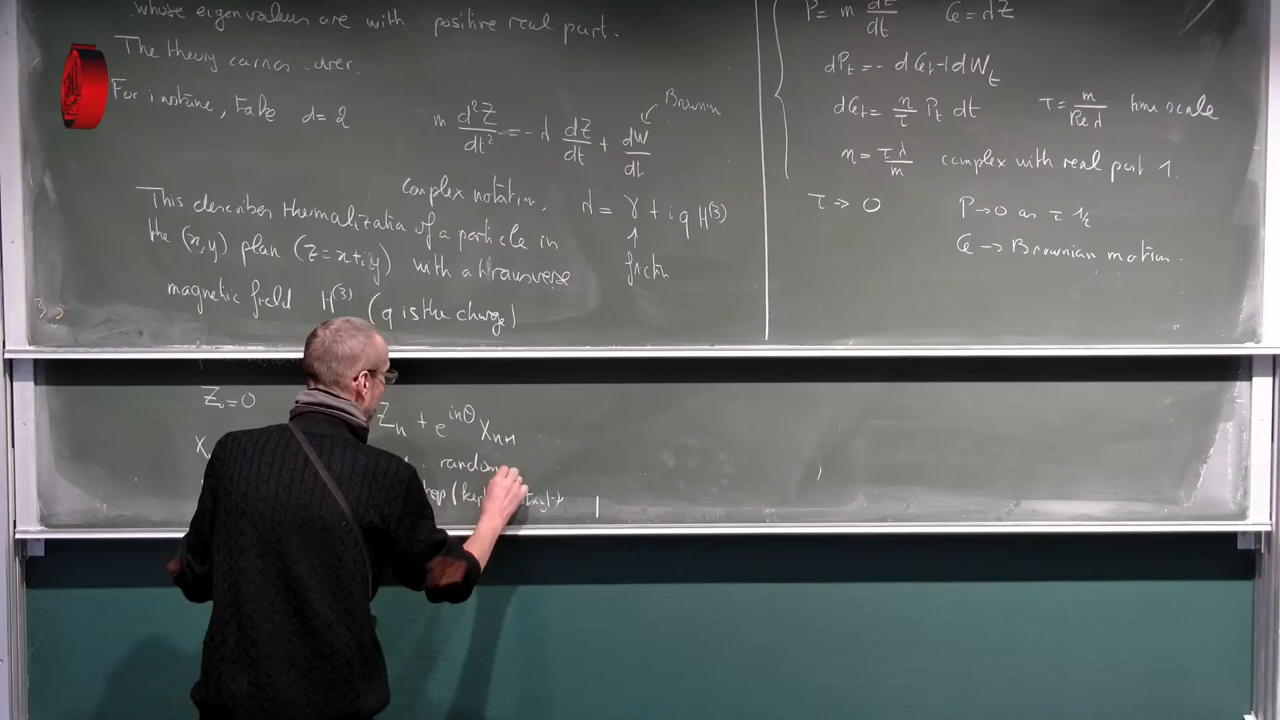 whose eigenvalues are with positive real part.
The theory carries over.
For instane, take d=2
m d²Z/dt² = -λ dZ/dt + dW/dt
Brownian
complex notation, λ = γ + i q H⁽³⁾
friction
This describes thermalization of a particle in
the (x,y) plan (Z=x+iy) with a transverse
magnetic field H⁽³⁾ (q is the charge)
P = m dZ/dt
dP_t = - dG_t + dW_t
dG_t = η/τ P_t dt
τ = m/Re λ time scale
η = τλ/m complex with real part 1.
τ → 0
P → 0 as τ ½
→ Brownian motion.
Z₀=0
Z_n + e^{inθ} X_{n+1}
random